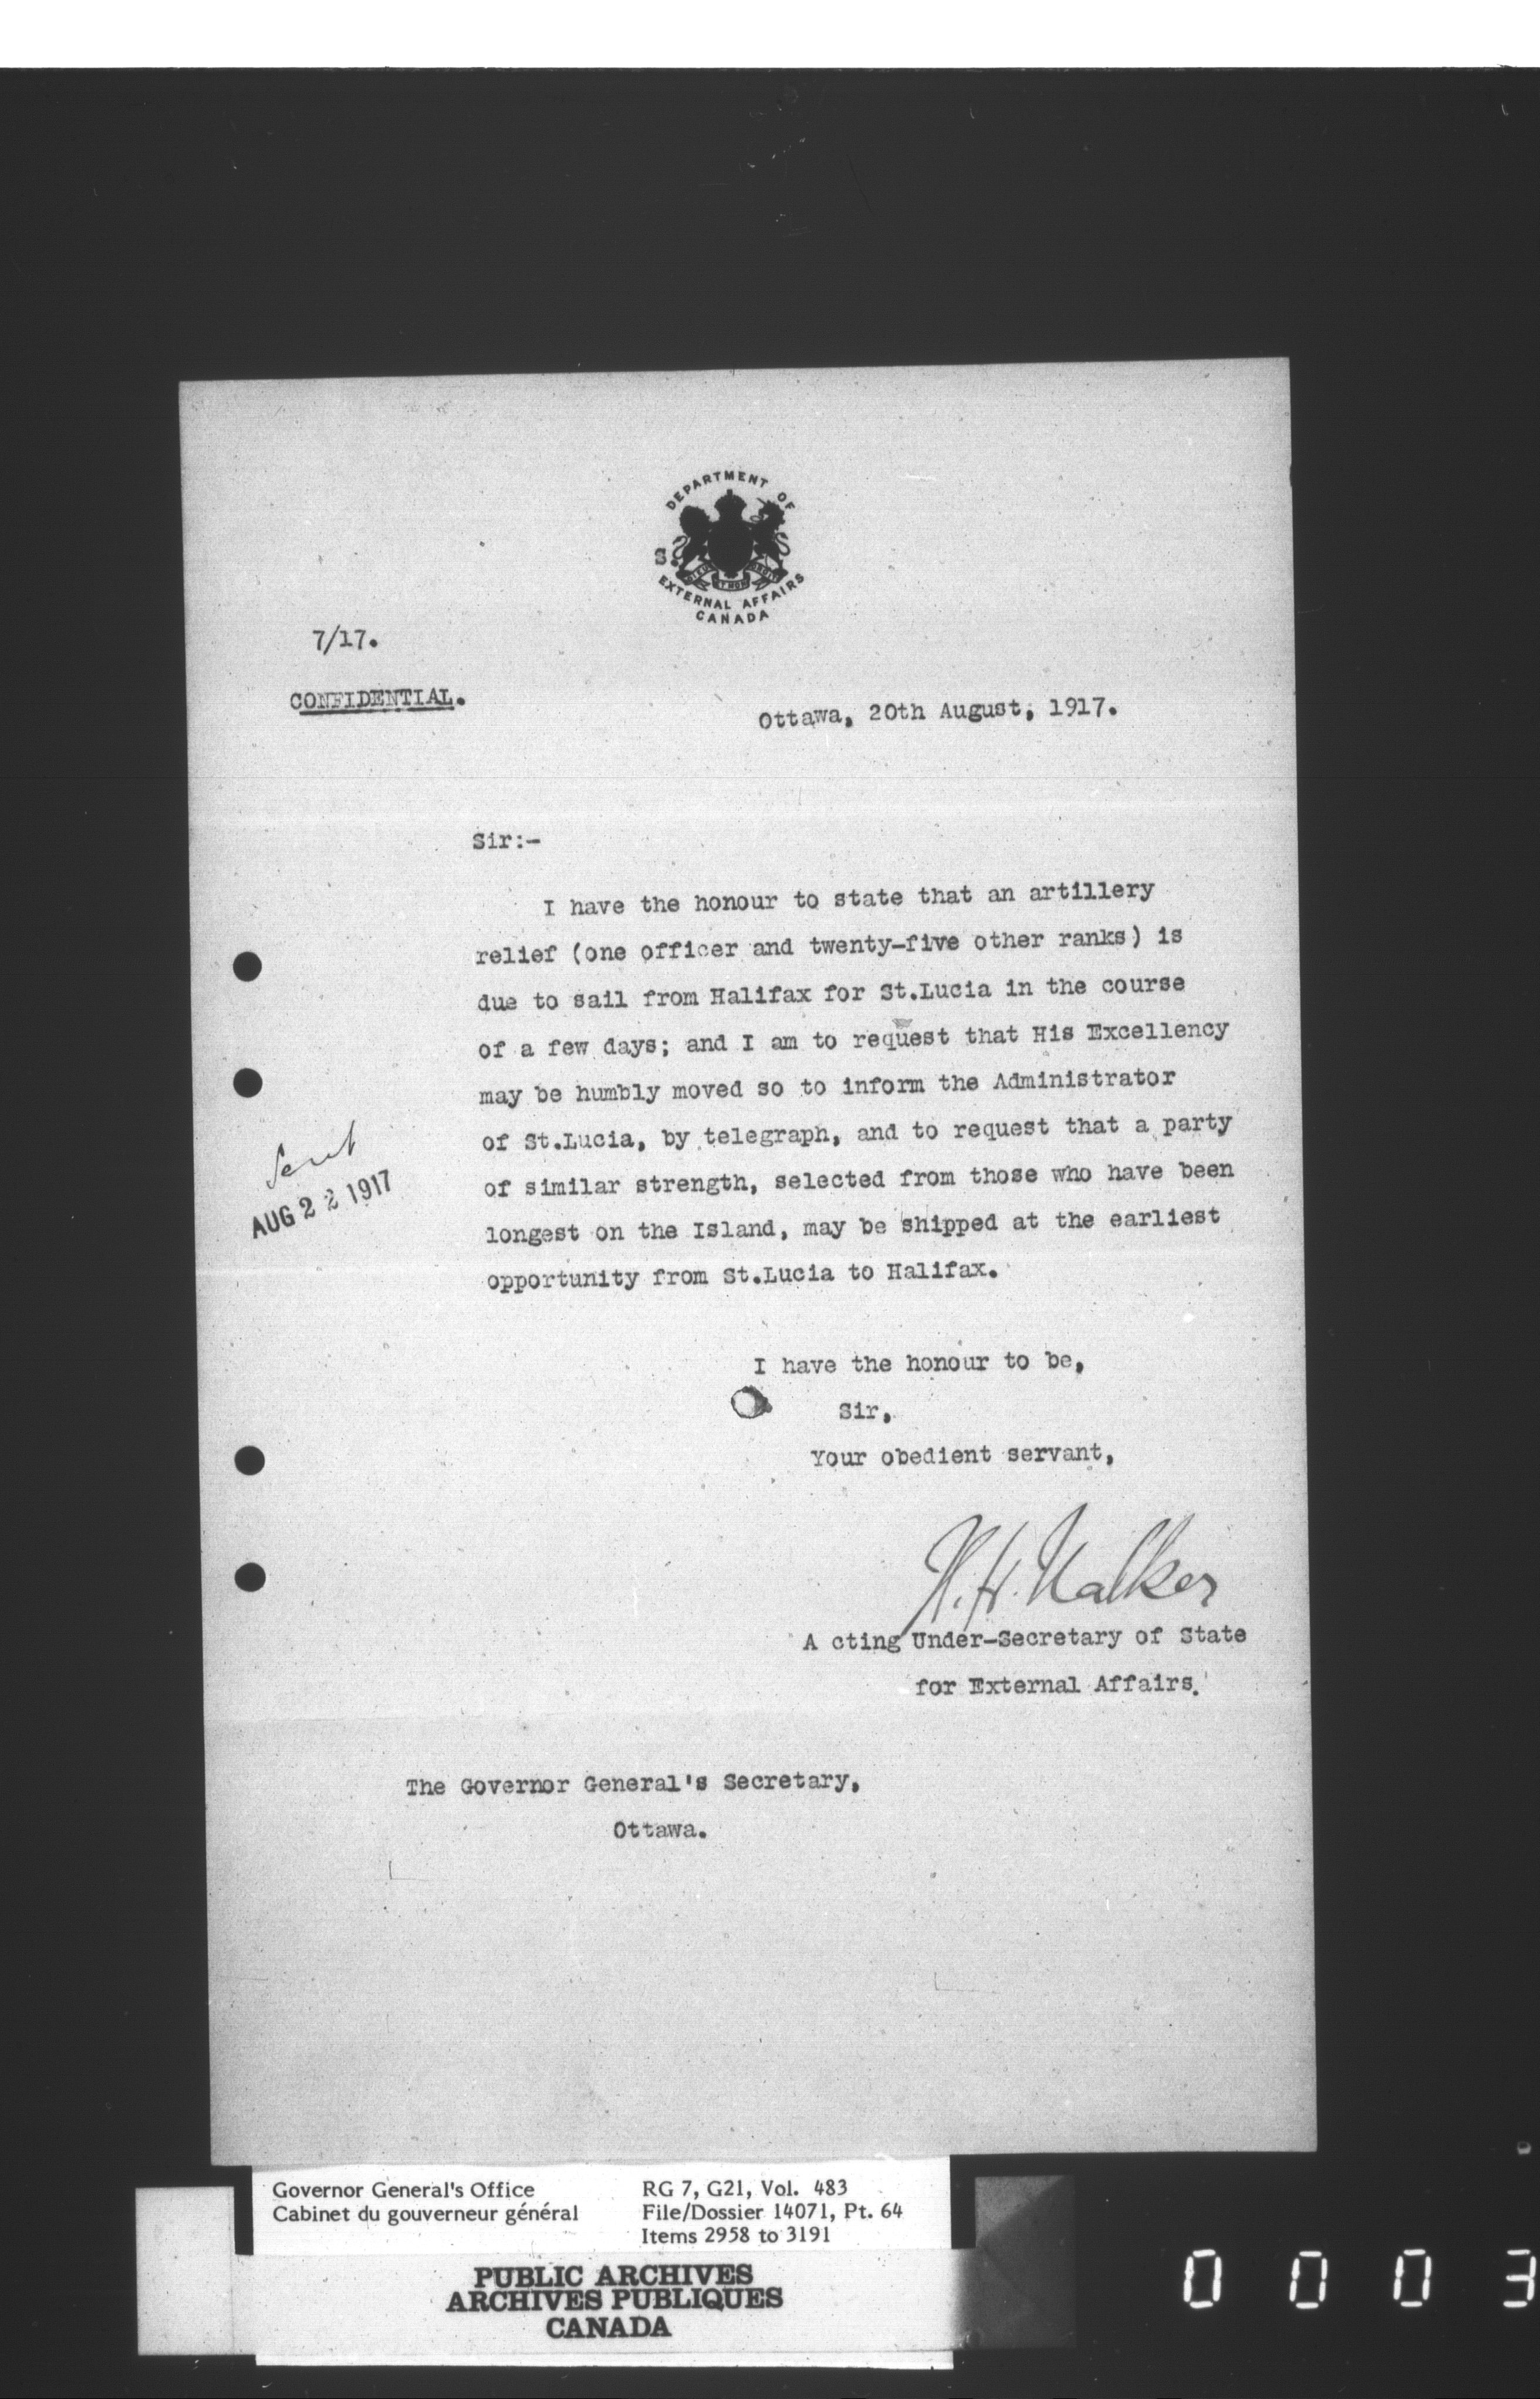 DEPARTMENT OF
S.
DIEU ET MON DROIT
EXTERNAL AFFAIRS
CANADA
7/17.
CONFIDENTIAL.
Ottawa, 20th August, 1917.
Sir:-
I have the honour to state that an artillery
relief (one officer and twenty-five other ranks) is
due to sail from Halifax for St.Lucia in the course
of a few days; and I am to request that His Excellency
may be humbly moved so to inform the Administrator
of St.Lucia, by telegraph, and to request that a party
of similar strength, selected from those who have been
longest on the Island, may be shipped at the earliest
opportunity from St.Lucia to Halifax.
Sent
AUG 22 1917
I have the honour to be,
Sir,
Your obedient servant,
W.H. Walker
A cting Under-Secretary of State
for External Affairs.
The Governor General's Secretary,
Ottawa.
Governor General's Office
Cabinet du gouverneur général
RG 7, G21, Vol. 483
File/Dossier 14071, Pt. 64
Items 2958 to 3191
PUBLIC ARCHIVES
ARCHIVES PUBLIQUES
CANADA
0003